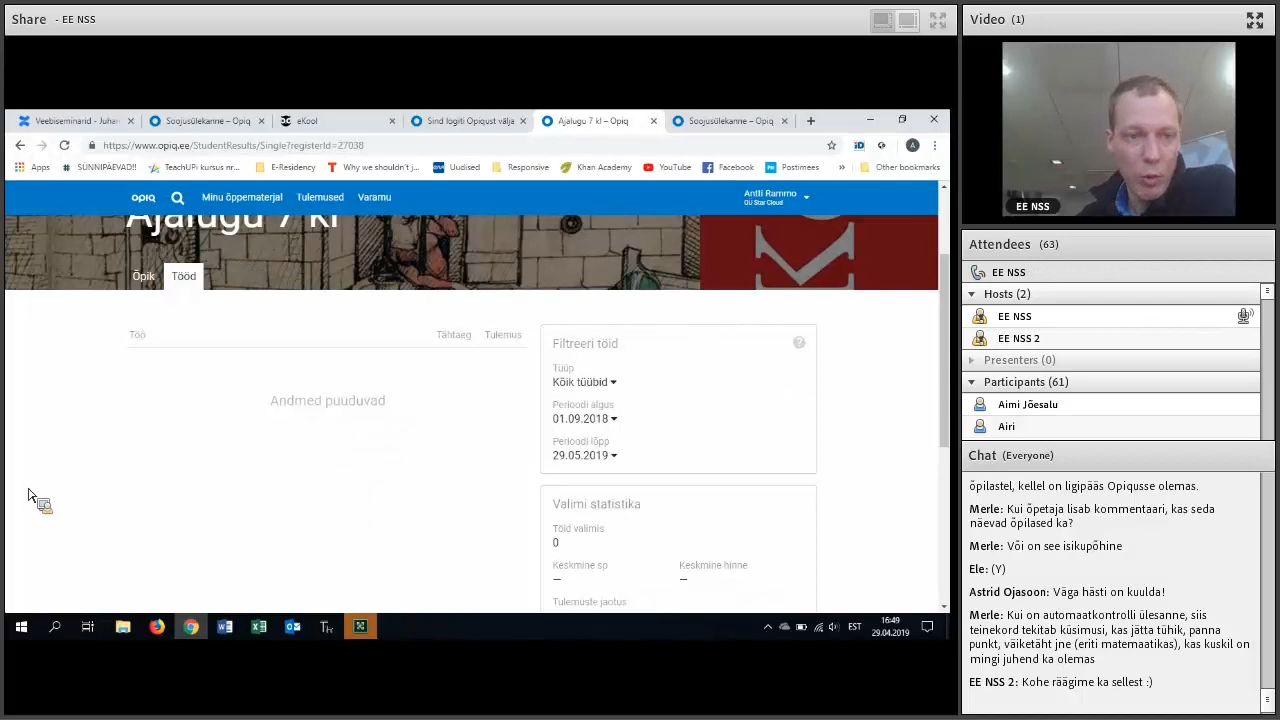 Share - EE NSS
Video (1)
Veebiseminarid - Juha
Soojusülekanne – Opiq
eKool
Sind logiti Opiqust välja
Ajalugu 7 kl – Opiq
Soojusülekanne – Opiq
https://www.opiq.ee/StudentResults/Single?registerId=27038
Apps
SÜNNIPÄEVAD!!
TeachUP! kursus nr...
E-Residency
Why we shouldn't j...
Uudised
Responsive
Khan Academy
YouTube
Facebook
Postimees
Other bookmarks
opiq Minu õppematerjal Tulemused Varamu
Antti Rammo
OÜ Star Cloud
Ajalugu 7 kl
Õpik Tööd
Töö Tähtaeg Tulemus
Andmed puuduvad
Filtreeri töid
Tüüp
Kõik tüübid
Perioodi algus
01.09.2018
Perioodi lõpp
29.05.2019
Valimi statistika
Töid valimis
0
Keskmine sp Keskmine hinne
— —
Tulemuste jaotus
EST
16:49
29.04.2019
EE NSS
Attendees (63)
EE NSS
Hosts (2)
EE NSS
EE NSS 2
Presenters (0)
Participants (61)
Aimi Jõesalu
Airi
Chat (Everyone)
õpilastel, kellel on ligipääs Opiqusse olemas.
Merle: Kui õpetaja lisab kommentaari, kas seda
näevad õpilased ka?
Merle: Või on see isikupõhine
Ele: (Y)
Astrid Ojasoon: Väga hästi on kuulda!
Merle: Kui on automaatkontrolli ülesanne, siis
teinekord tekitab küsimusi, kas jätta tühik, panna
punkt, väiketäht jne (eriti matemaatikas), kas kuskil on
mingi juhend ka olemas
EE NSS 2: Kohe räägime ka sellest :)